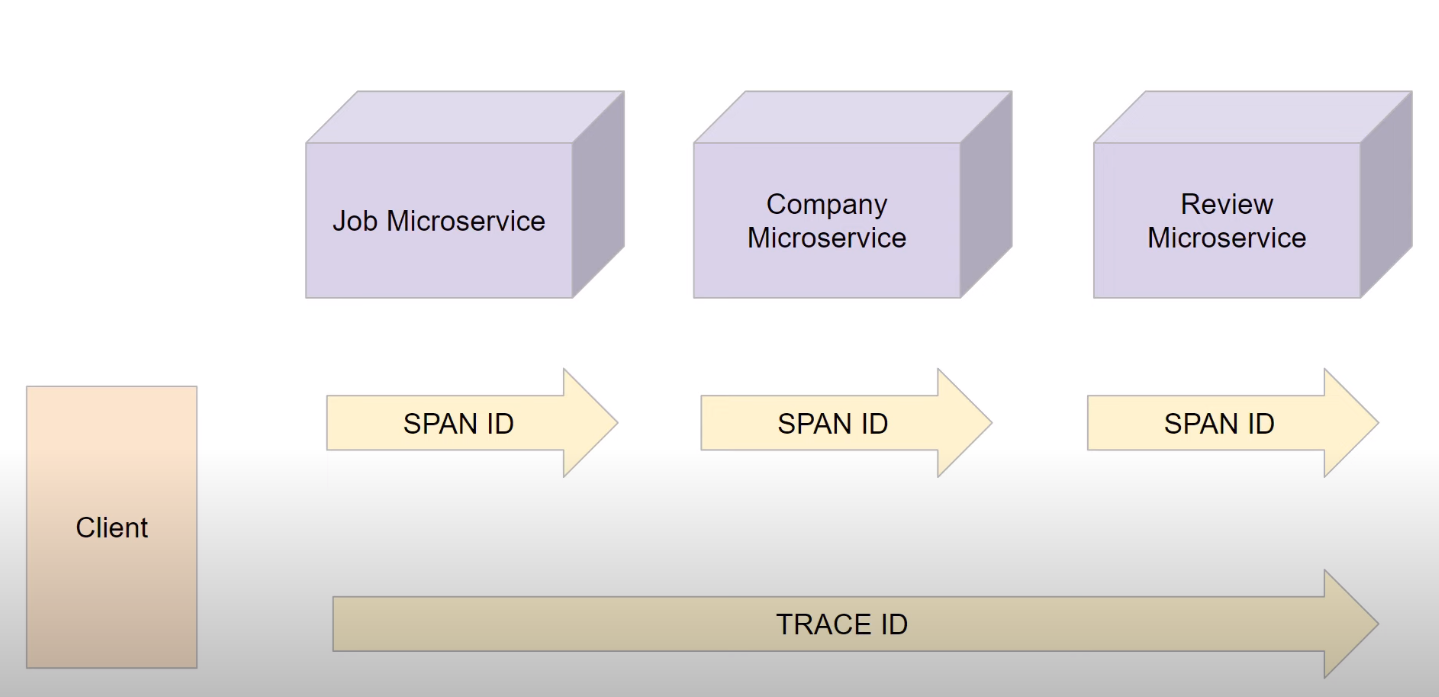 Job Microservice
Company
Microservice
Review
Microservice
SPAN ID
SPAN ID
SPAN ID
Client
TRACE ID